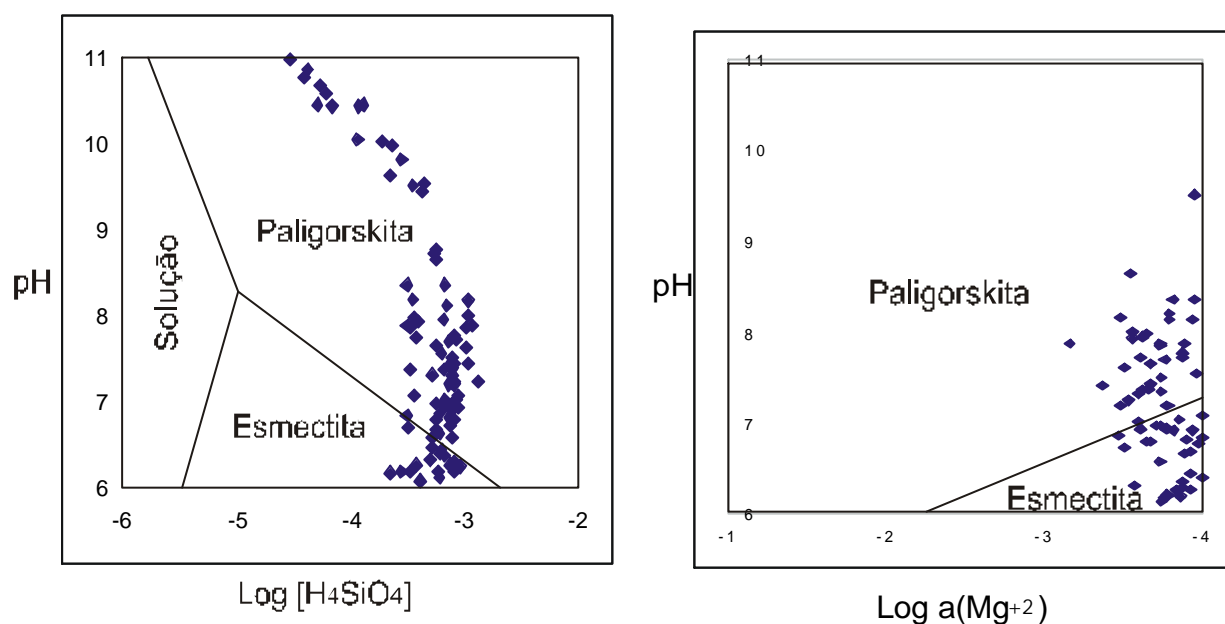 11
10
9
8
7
6
pH
Solução
Paligorskita
Esmectita
-6 -5 -4 -3 -2
Log [H4SiO4]
11
10
9
8
7
6
pH
Paligorskita
Esmectita
-1 -2 -3 -4
Log a(Mg+2)